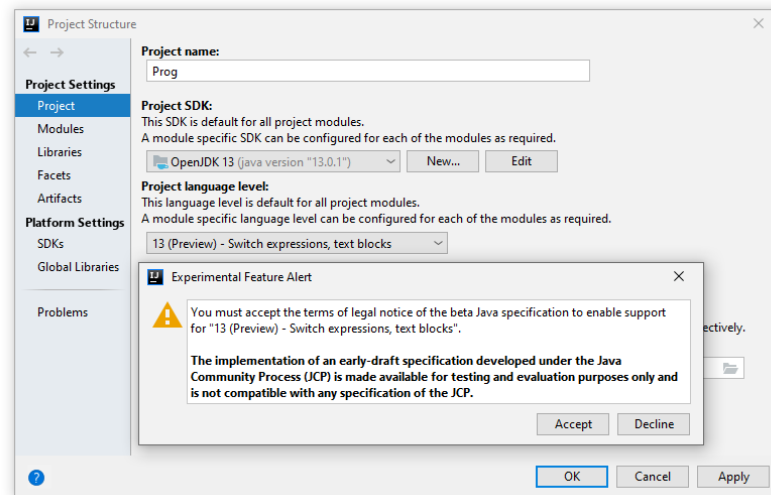 Project Structure
Project name:
Prog
Project Settings
Project
Modules
Libraries
Facets
Artifacts
Platform Settings
SDKs
Global Libraries
Problems
Project SDK:
This SDK is default for all project modules.
A module specific SDK can be configured for each of the modules as required.
OpenJDK 13 (java version "13.0.1")
New...
Edit
Project language level:
This language level is default for all project modules.
A module specific language level can be configured for each of the modules as required.
13 (Preview) - Switch expressions, text blocks
Experimental Feature Alert
You must accept the terms of legal notice of the beta Java specification to enable support
for "13 (Preview) - Switch expressions, text blocks".
The implementation of an early-draft specification developed under the Java
Community Process (JCP) is made available for testing and evaluation purposes only and
is not compatible with any specification of the JCP.
ectively.
Accept
Decline
?
OK
Cancel
Apply